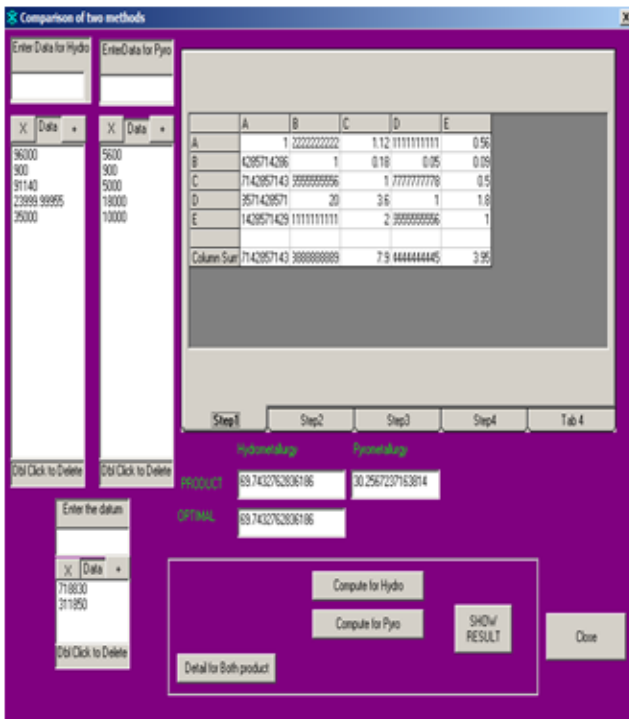 Comparison of two methods
X
Enter Data for Hydro
EnterData for Pyro
X Data +
X Data +
96000
900
91140
23999.99955
35000
5600
900
5000
18000
10000
A B C D E
A 1 2222222222 1.12 1111111111 0.56
B 4285714286 1 0.18 0.05 0.09
C 7142857143 5555555556 1 7777777778 0.5
D 3571428571 20 3.6 1 1.8
E 1428571429 1111111111 2 5555555556 1
Column Sum 7142857143 3888888889 7.9 4444444445 3.95
Step1 Step2 Step3 Step4 Tab 4
Dbl Click to Delete
Dbl Click to Delete
Hydrometallurgy Pyrometallurgy
PRODUCT 69.7432762836186 30.2567237163814
OPTIMAL 69.7432762836186
Enter the datum
X Data +
718830
311850
Dbl Click to Delete
Compute for Hydro
Compute for Pyro
SHOW
RESULT
Close
Detail for Both product